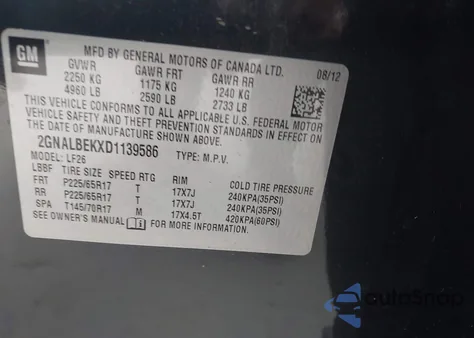 GM
MFD BY GENERAL MOTORS OF CANADA LTD.
08/12
GVWR GAWR FRT GAWR RR
2250 KG 1175 KG 1240 KG
4960 LB 2590 LB 2733 LB
THIS VEHICLE CONFORMS TO ALL APPLICABLE U.S. FEDERAL MOTOR
VEHICLE SAFETY AND THEFT PREVENTION STANDARDS IN EFFECT ON THE
DATE OF MANUFACTURE SHOWN ABOVE.
2GNALBEKXD1139586 TYPE: M.P.V.
MODEL: LF26
LBBF TIRE SIZE SPEED RTG RIM COLD TIRE PRESSURE
FRT P225/65R17 T 17X7J 240KPA(35PSI)
RR P225/65R17 T 17X7J 240KPA(35PSI)
SPA T145/70R17 M 17X4.5T 420KPA(60PSI)
SEE OWNER'S MANUAL FOR MORE INFORMATION.
autoSnap